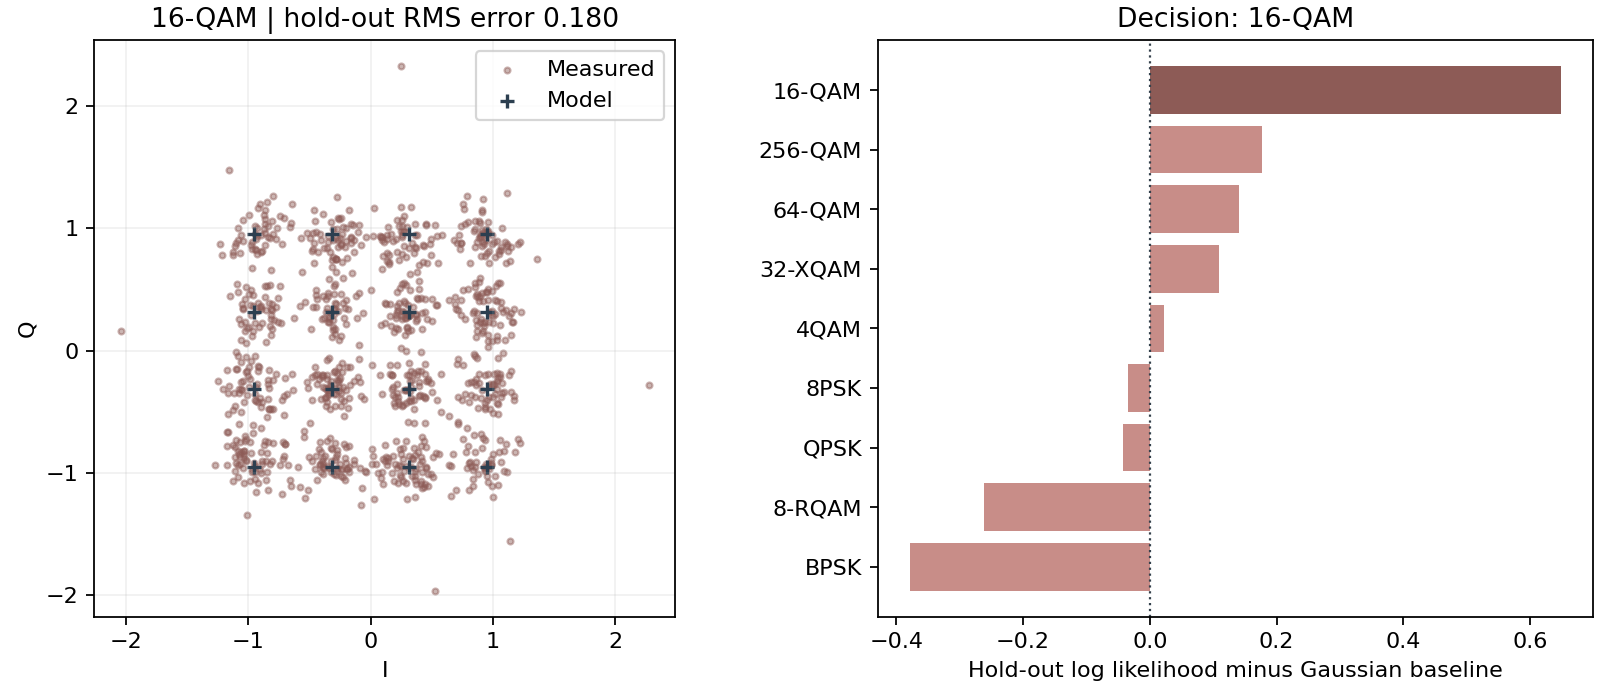 16-QAM | hold-out RMS error 0.180
Measured
Model
2
1
0
−1
−2
Q
−2
−1
0
1
2
I
Decision: 16-QAM
16-QAM
256-QAM
64-QAM
32-XQAM
4QAM
8PSK
QPSK
8-RQAM
BPSK
−0.4
−0.2
0.0
0.2
0.4
0.6
Hold-out log likelihood minus Gaussian baseline